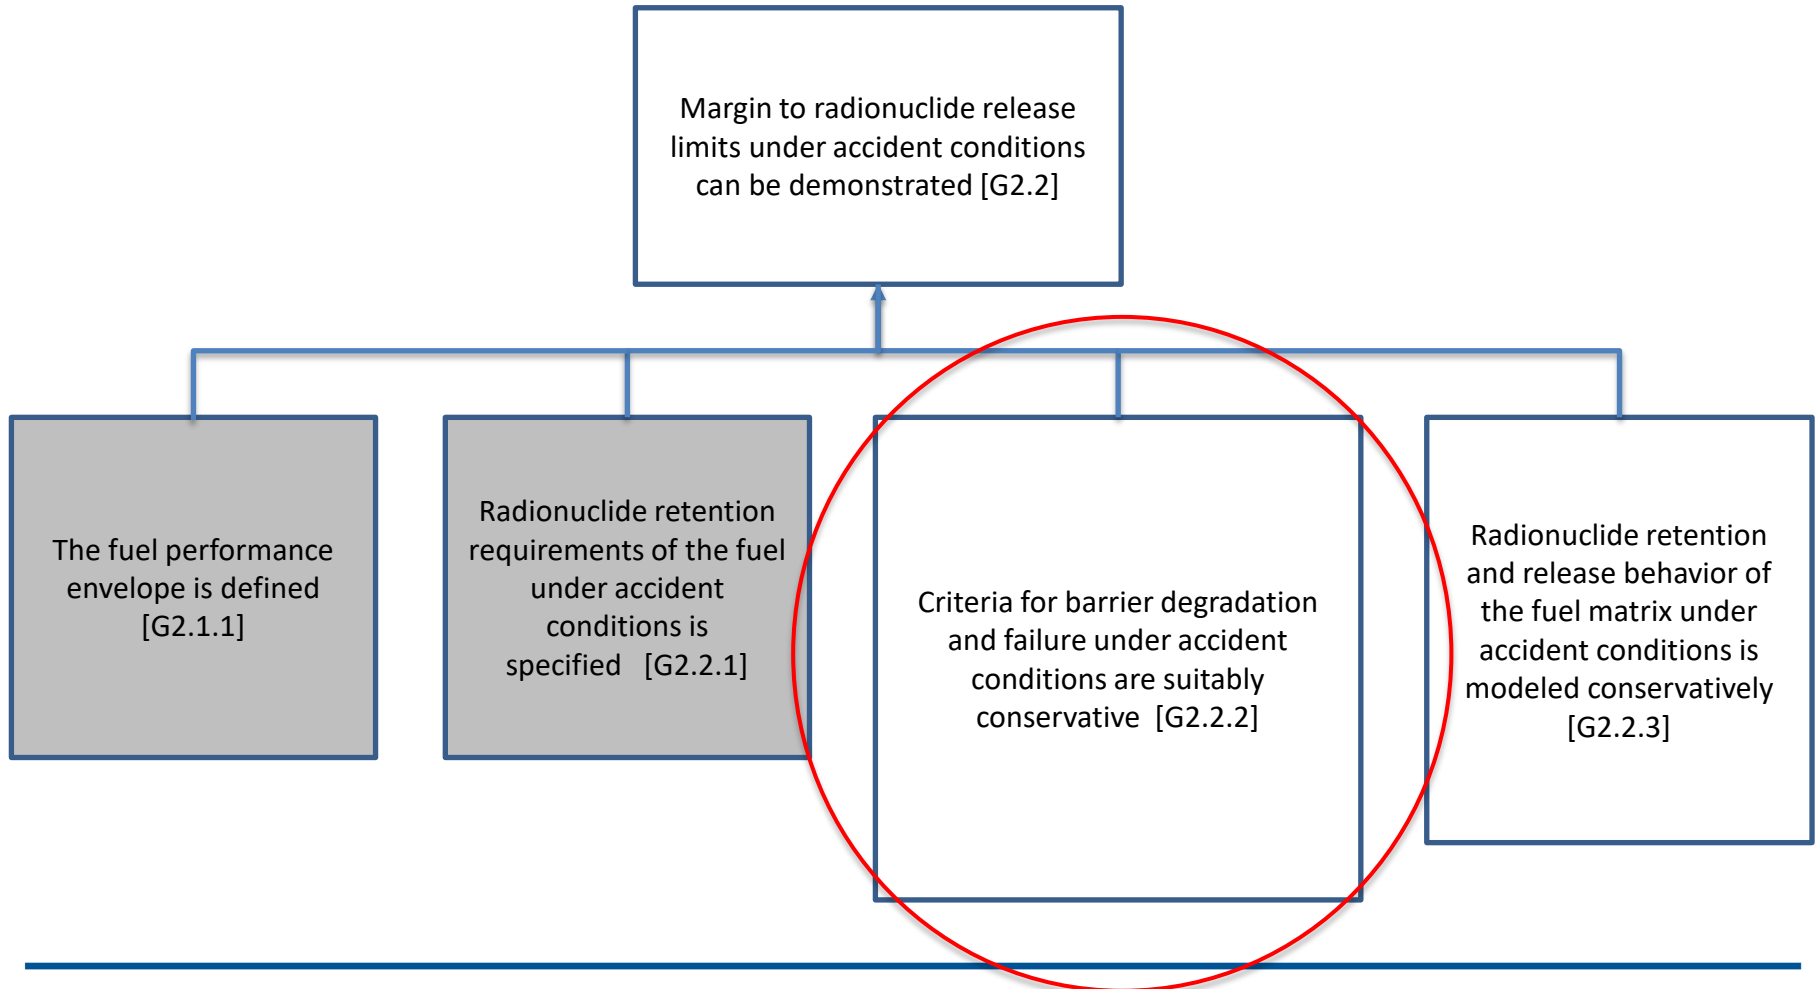 Margin to radionuclide release
limits under accident conditions
can be demonstrated [G2.2]
The fuel performance
envelope is defined
[G2.1.1]
Radionuclide retention
requirements of the fuel
under accident
conditions is
specified [G2.2.1]
Criteria for barrier degradation
and failure under accident
conditions are suitably
conservative [G2.2.2]
Radionuclide retention
and release behavior of
the fuel matrix under
accident conditions is
modeled conservatively
[G2.2.3]